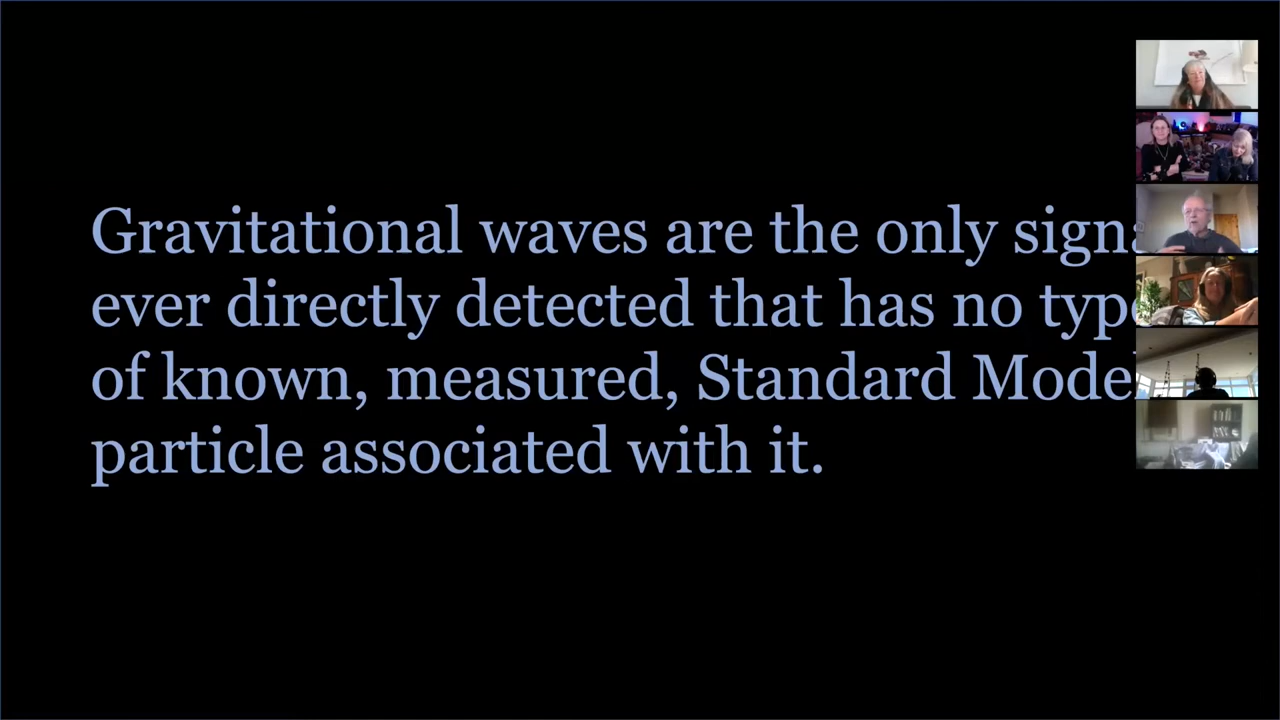 Gravitational waves are the only signa
ever directly detected that has no type
of known, measured, Standard Model
particle associated with it.